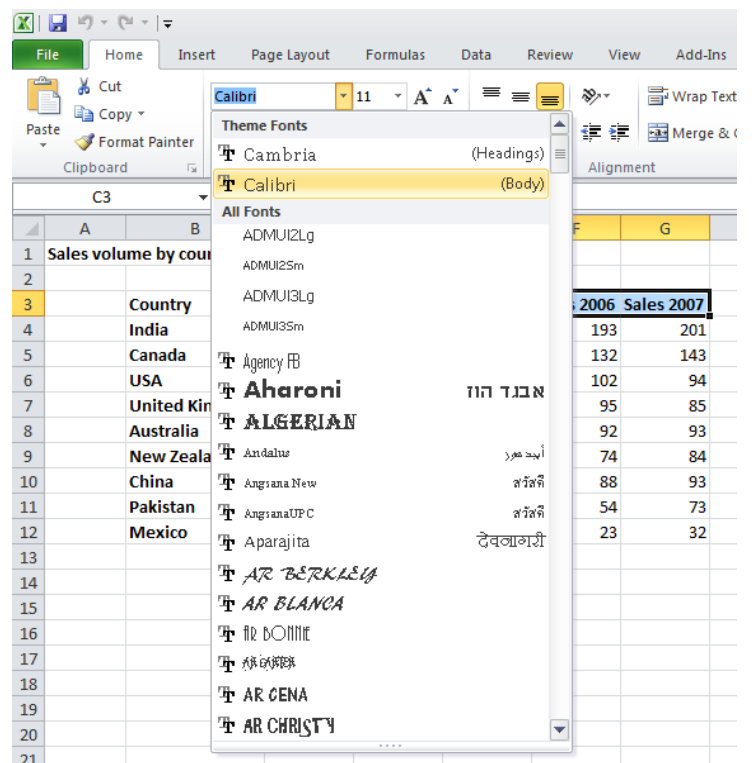 File Home Insert Page Layout Formulas Data Review View Add-Ins
Cut
Copy
Paste
Format Painter
Clipboard
Calibri 11 A A
Wrap Text
Merge &
Alignment
C3
Theme Fonts
Cambria (Headings)
Calibri (Body)
All Fonts
ADMUI2Lg
ADMUI2Sm
ADMUI3Lg
ADMUI3Sm
Agency FB
Aharoni אבגד הוז
ALGERIAN
Andalus أبجد هوز
Angsana New สวัสดี
AngsanaUPC สวัสดี
Aparajita देवनागरी
AR BERKLEY
AR BLANCA
AR BONNIE
AR CENA
AR CHRISTY
A B F G
1 Sales volume by cour
2
3 Country 2006 Sales 2007
4 India 193 201
5 Canada 132 143
6 USA 102 94
7 United Kin 95 85
8 Australia 92 93
9 New Zeala 74 84
10 China 88 93
11 Pakistan 54 73
12 Mexico 23 32
13
14
15
16
17
18
19
20
21